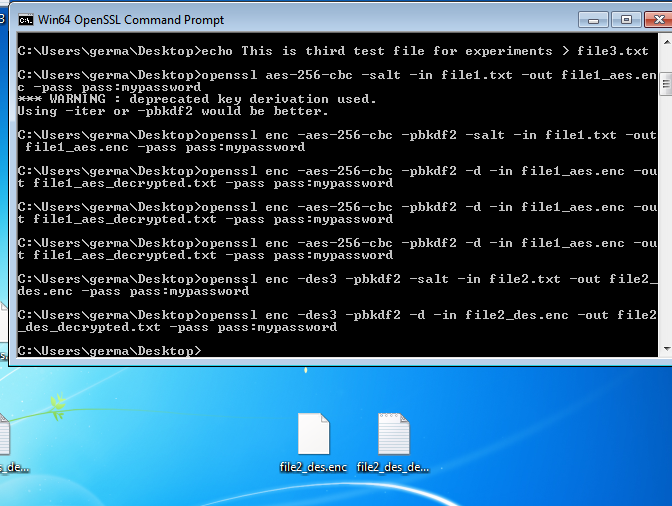 Win64 OpenSSL Command Prompt
C:\Users\germa\Desktop>echo This is third test file for experiments > file3.txt
C:\Users\germa\Desktop>openssl aes-256-cbc -salt -in file1.txt -out file1_aes.en
c -pass pass:mypassword
*** WARNING : deprecated key derivation used.
Using -iter or -pbkdf2 would be better.
C:\Users\germa\Desktop>openssl enc -aes-256-cbc -pbkdf2 -salt -in file1.txt -out
 file1_aes.enc -pass pass:mypassword
C:\Users\germa\Desktop>openssl enc -aes-256-cbc -pbkdf2 -d -in file1_aes.enc -ou
t file1_aes_decrypted.txt -pass pass:mypassword
C:\Users\germa\Desktop>openssl enc -aes-256-cbc -pbkdf2 -d -in file1_aes.enc -ou
t file1_aes_decrypted.txt -pass pass:mypassword
C:\Users\germa\Desktop>openssl enc -aes-256-cbc -pbkdf2 -d -in file1_aes.enc -ou
t file1_aes_decrypted.txt -pass pass:mypassword
C:\Users\germa\Desktop>openssl enc -des3 -pbkdf2 -salt -in file2.txt -out file2_
des.enc -pass pass:mypassword
C:\Users\germa\Desktop>openssl enc -des3 -pbkdf2 -d -in file2_des.enc -out file2
_des_decrypted.txt -pass pass:mypassword
C:\Users\germa\Desktop>
s_de... file2_des.enc file2_des_de...